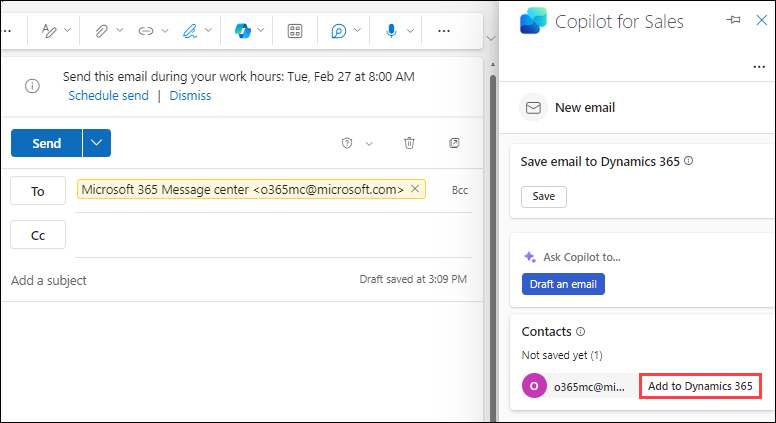 Send this email during your work hours: Tue, Feb 27 at 8:00 AM
Schedule send | Dismiss
Send
To
Microsoft 365 Message center <o365mc@microsoft.com>
Bcc
Cc
Add a subject
Draft saved at 3:09 PM
Copilot for Sales
New email
Save email to Dynamics 365
Save
Ask Copilot to...
Draft an email
Contacts
Not saved yet (1)
O
o365mc@mi...
Add to Dynamics 365